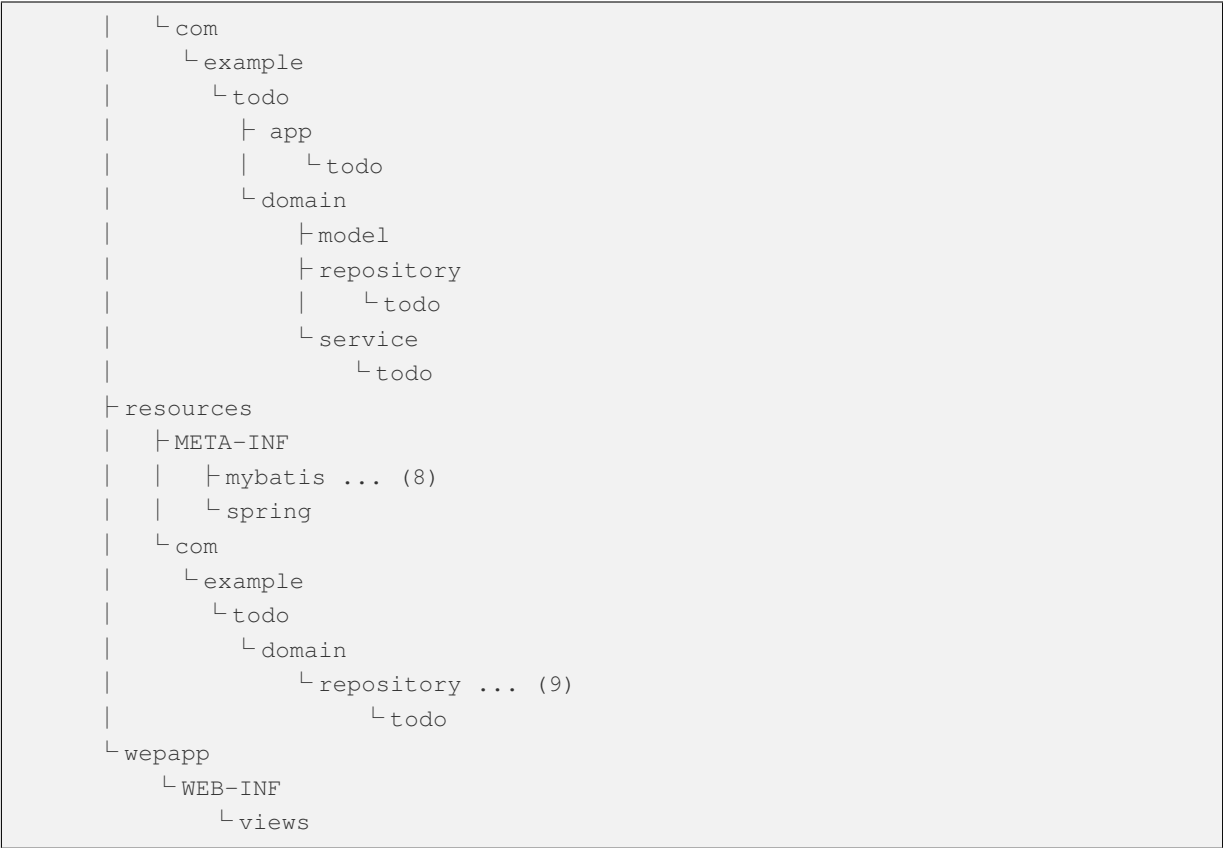 │   └ com
│     └ example
│       └ todo
│         ├ app
│         │    └ todo
│         └ domain
│             ├ model
│             ├ repository
│             │    └ todo
│             └ service
│                 └ todo
├ resources
│   ├ META-INF
│   │   ├ mybatis ... (8)
│   │   └ spring
│   └ com
│     └ example
│       └ todo
│         └ domain
│             └ repository ... (9)
│                  └ todo
└ wepapp
    └ WEB-INF
        └ views